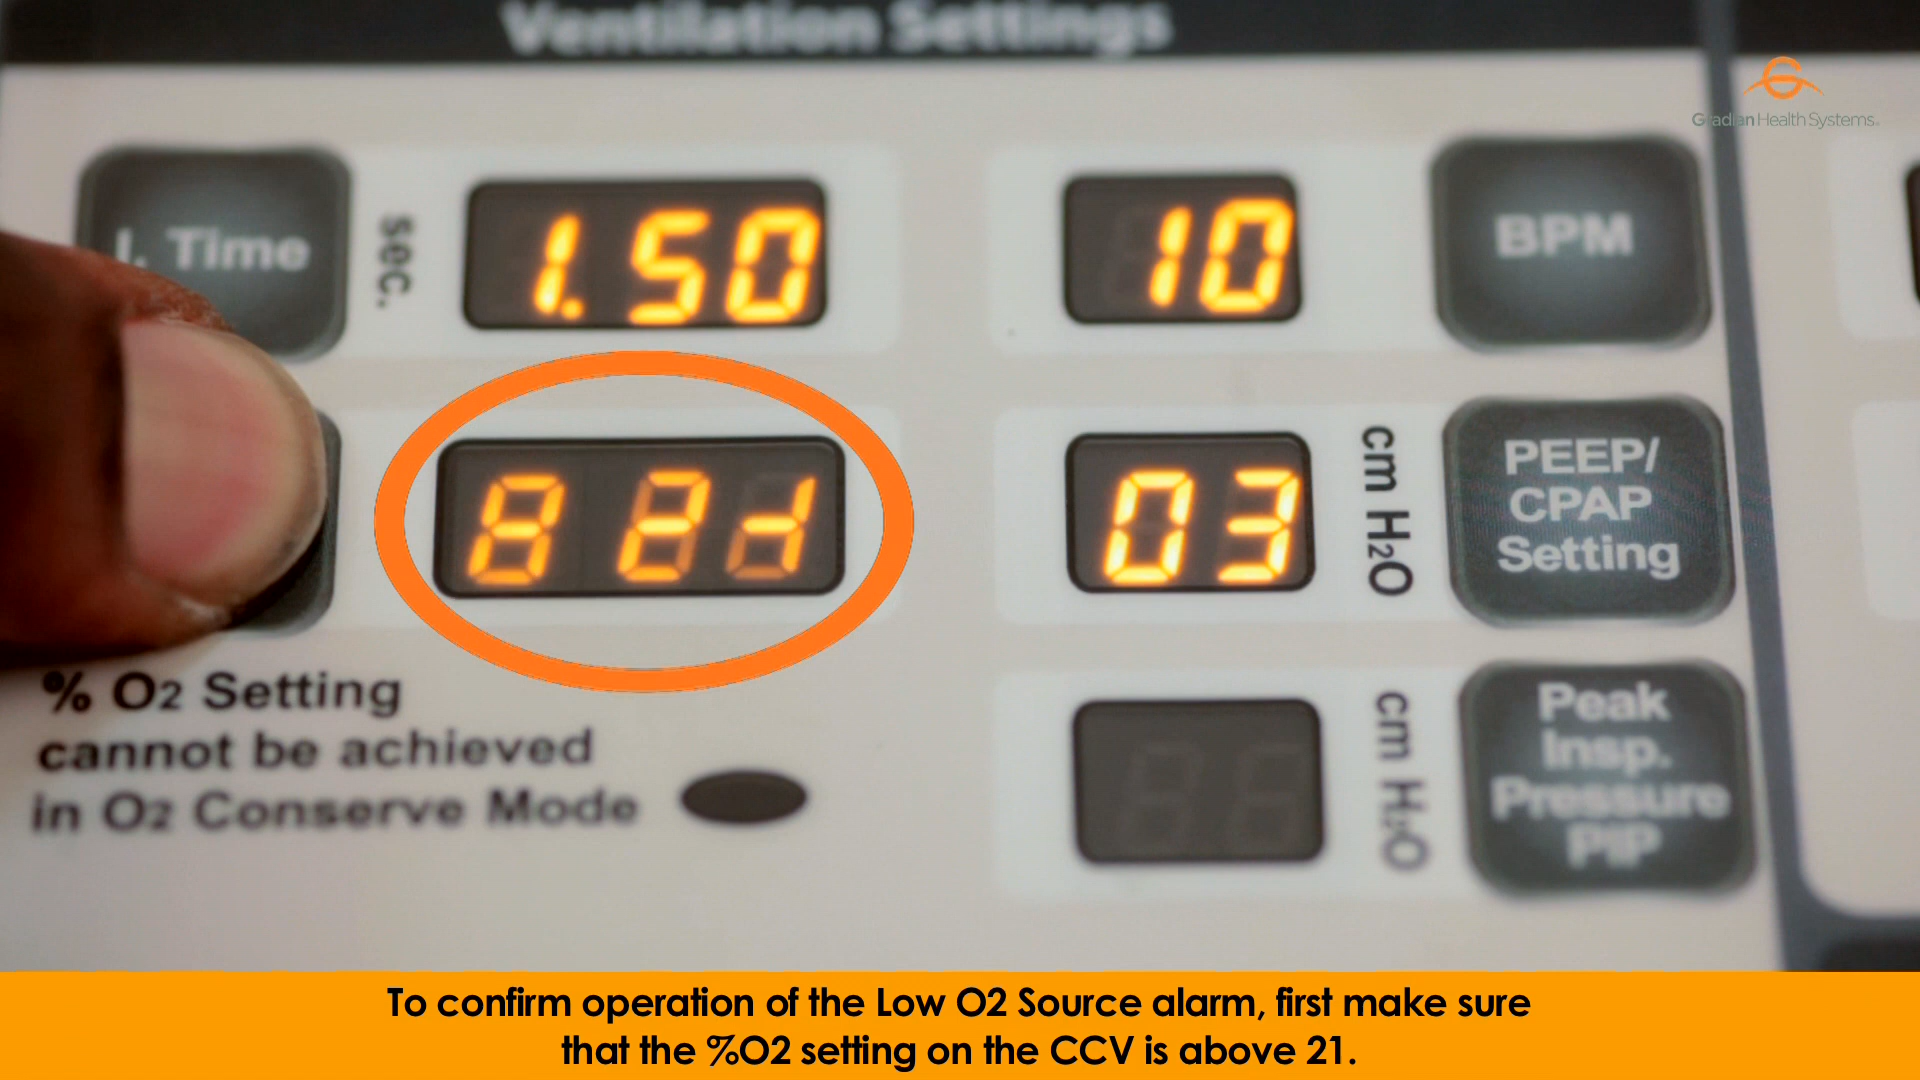 Ventilation Settings
Gradian Health Systems
I. Time
sec.
1.50
10
BPM
03
cm H2O
PEEP/
CPAP
Setting
% O2 Setting
cannot be achieved
in O2 Conserve Mode
cm H2O
Peak
Insp.
Pressure
PIP
To confirm operation of the Low O2 Source alarm, first make sure
that the %O2 setting on the CCV is above 21.